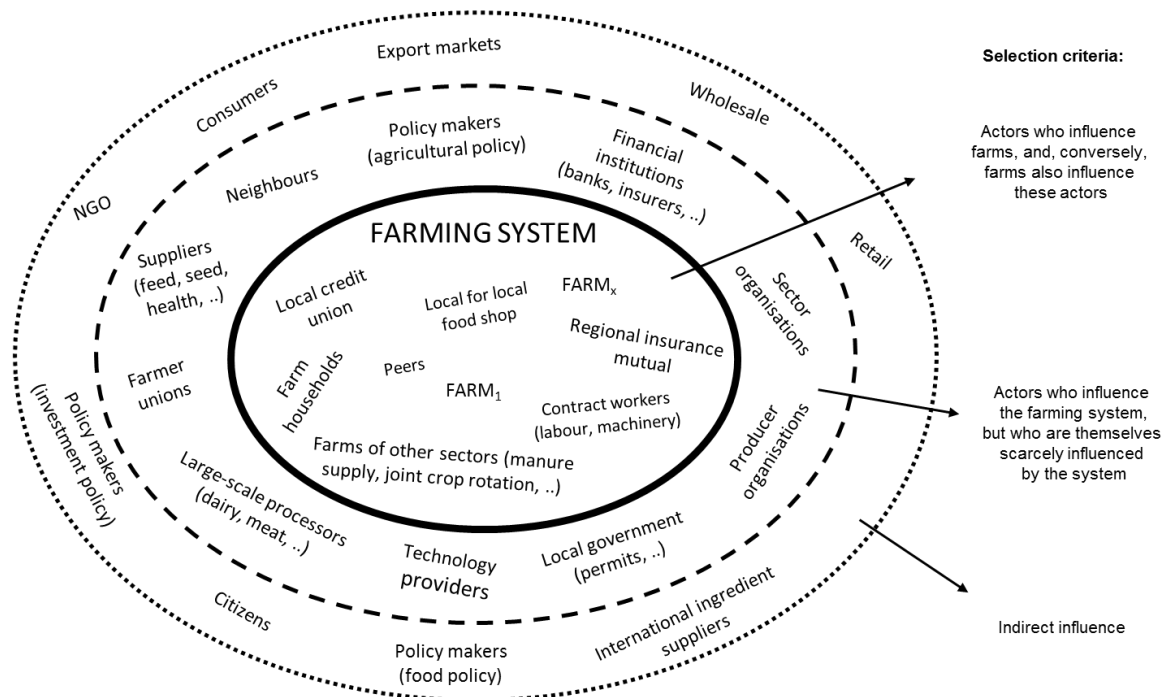 Export markets
Consumers
Wholesale
NGO
Retail
Policy makers
(investment policy)
Citizens
Policy makers
(food policy)
International ingredient
suppliers
Policy makers
(agricultural policy)
Neighbours
Financial
institutions
(banks, insurers, ..)
Suppliers
(feed, seed,
health, ..)
Sector
organisations
Farmer
unions
Producer
organisations
Large-scale processors
(dairy, meat, ..)
Technology
providers
Local government
(permits, ..)
FARMING SYSTEM
Local credit
union
Local for local
food shop
FARMx
Regional insurance
mutual
Farm
households
Peers
FARM1
Contract workers
(labour, machinery)
Farms of other sectors (manure
supply, joint crop rotation, ..)
Selection criteria:
Actors who influence
farms, and, conversely,
farms also influence
these actors
Actors who influence
the farming system,
but who are themselves
scarcely influenced
by the system
Indirect influence